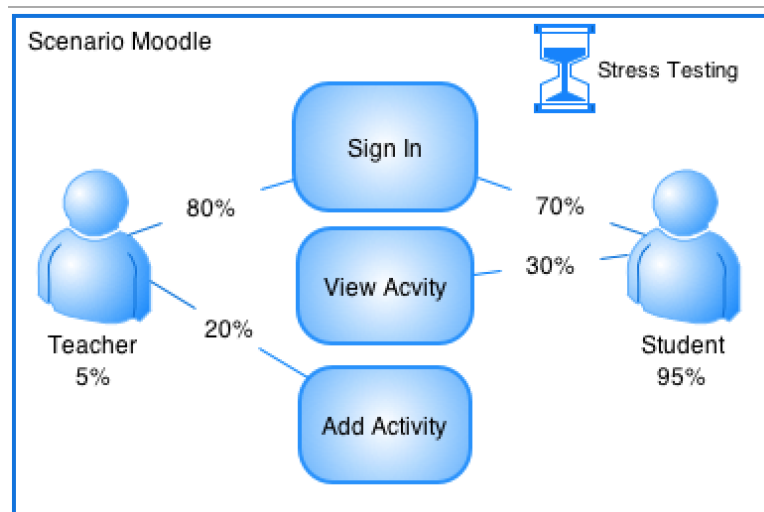 Scenario Moodle
Stress Testing
Sign In
80%
70%
View Acvity
30%
20%
Teacher
5%
Student
95%
Add Activity